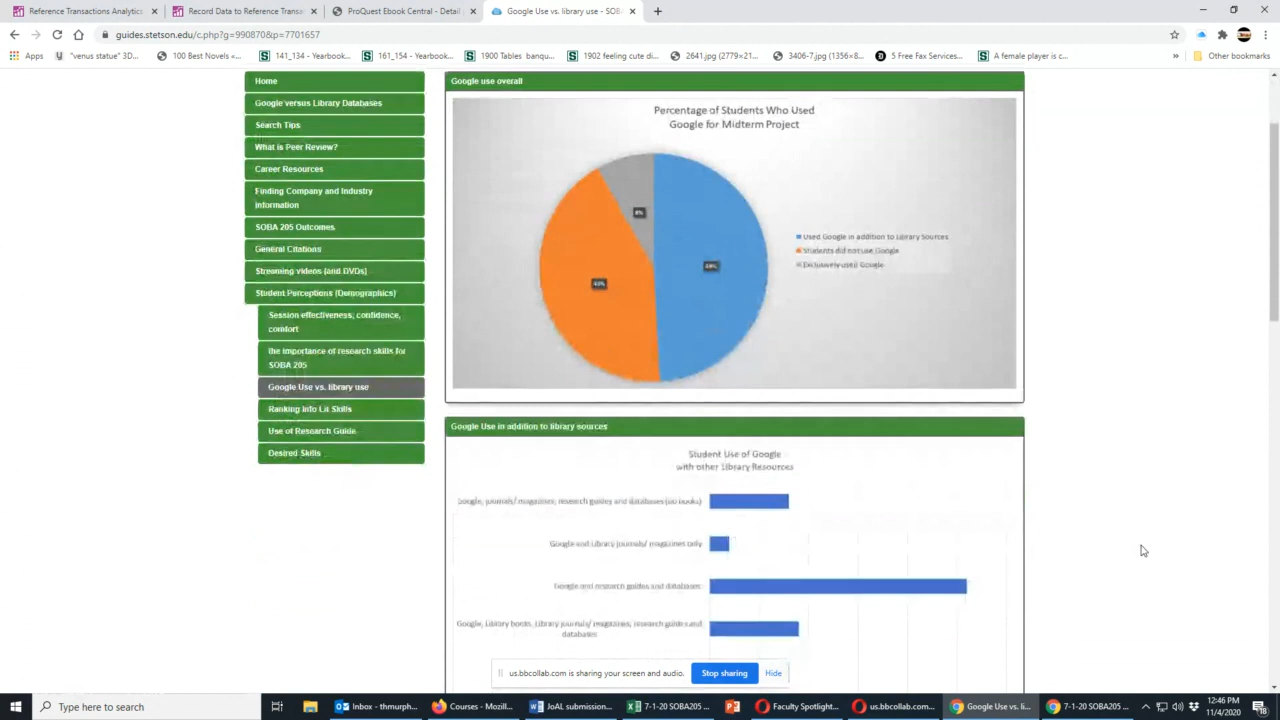 Reference Transactions Analytics
Record Data to Reference Trans
ProQuest Ebook Central - Detail
Google Use vs. library use - SOB
guides.stetson.edu/c.php?g=990870&p=7701657
Apps
"venus statue" 3D...
100 Best Novels «...
141_134 - Yearbook...
161_154 - Yearbook...
1900 Tables banqu...
1902 feeling cute di...
2641.jpg (2779×21...
3406-7.jpg (1356×8...
5 Free Fax Services...
A female player is c...
Other bookmarks
Home
Google versus Library Databases
Search Tips
What is Peer Review?
Career Resources
Finding Company and Industry
Information
SOBA 205 Outcomes
General Citations
Streaming videos (and DVDs)
Student Perceptions (Demographics)
Session effectiveness, confidence,
comfort
the importance of research skills for
SOBA 205
Google Use vs. library use
Ranking Info Lit Skills
Use of Research Guide
Desired Skills
Google use overall
Percentage of Students Who Used
Google for Midterm Project
8%
Used Google in addition to Library Sources
Students did not use Google
Exclusively used Google
Google Use in addition to library sources
Student Use of Google
with other Library Resources
Google, journals/ magazines, research guides and databases (no books)
Google and Library journals/ magazines only
Google and research guides and databases
Google, Library books, Library journals/ magazines, research guides and
databases
us.bbcollab.com is sharing your screen and audio.
Stop sharing
Hide
Type here to search
Inbox - thmurph...
Courses - Mozill...
JoAL submission...
7-1-20 SOBA205 ...
Faculty Spotlight...
us.bbcollab.com...
Google Use vs. li...
7-1-20 SOBA205 ...
12:46 PM
11/4/2020
18